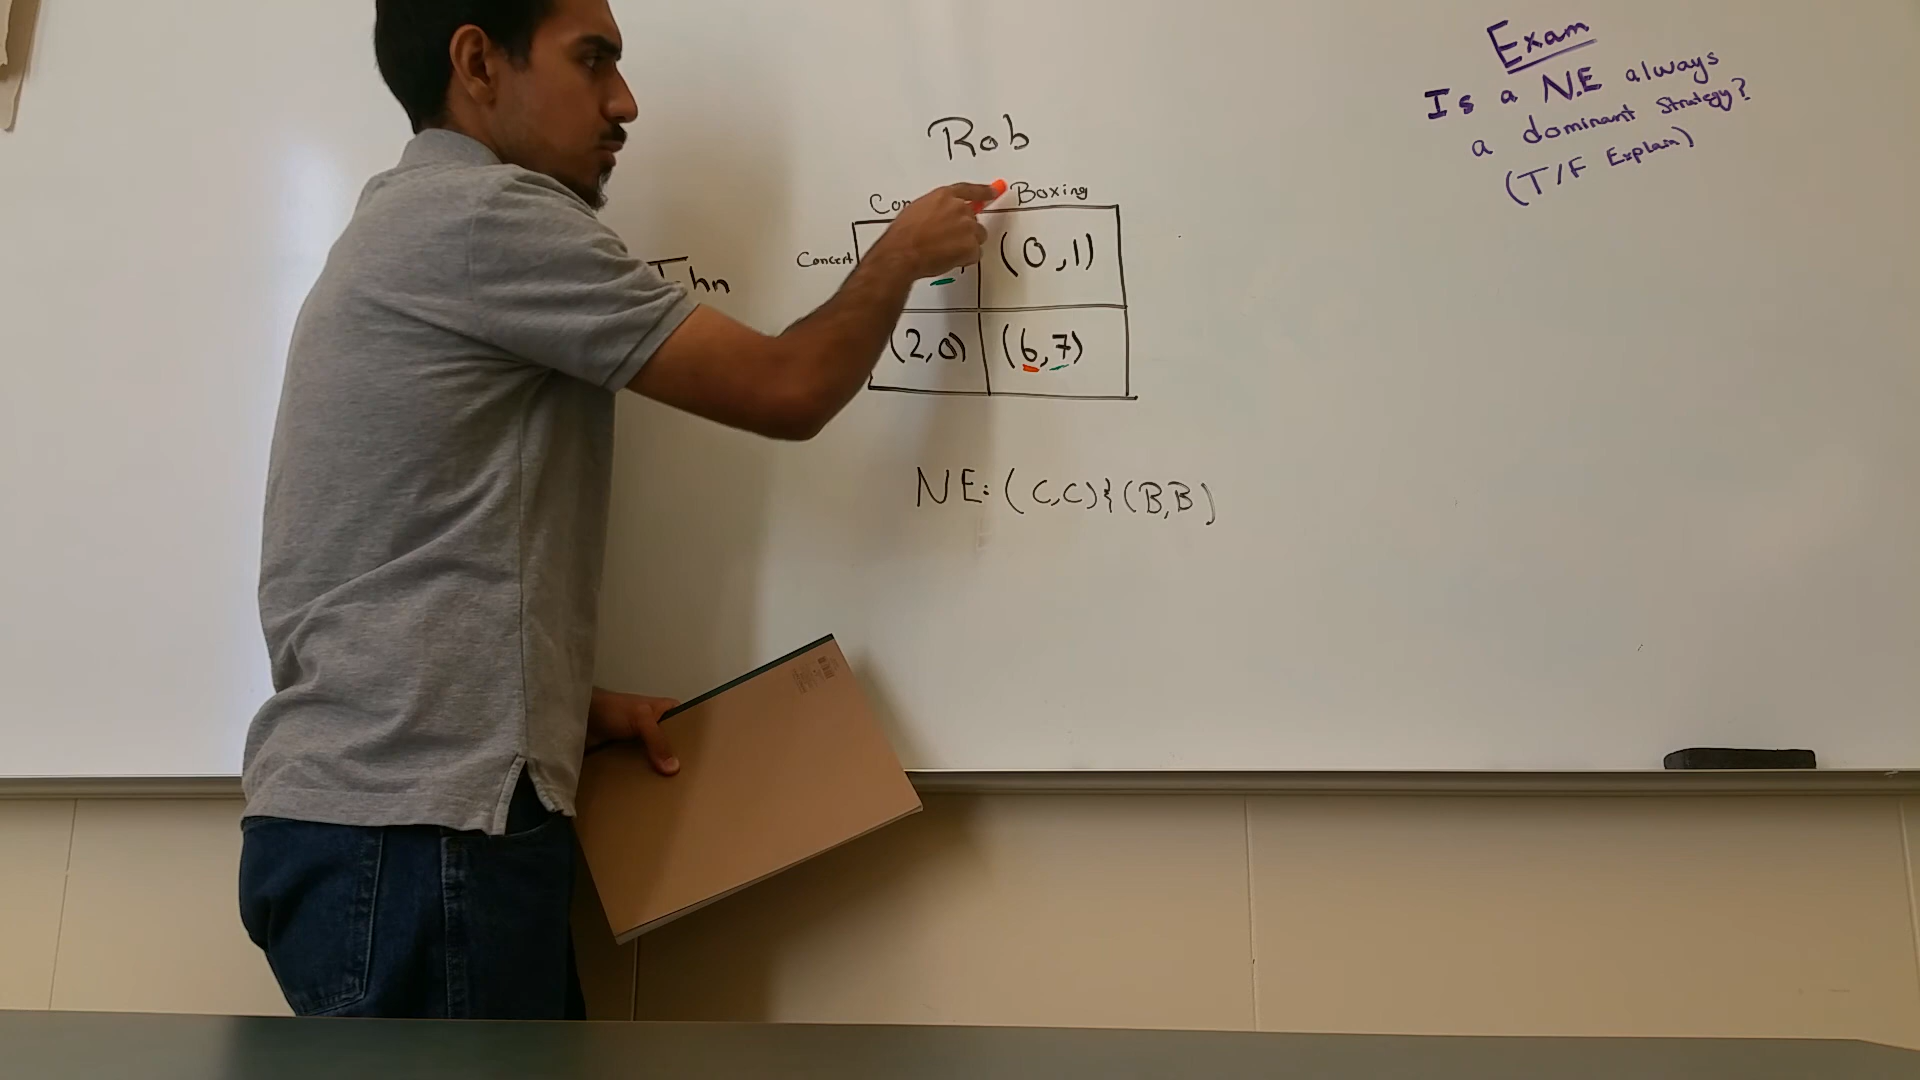 Exam
Is a N.E always
a dominant strategy?
(T/F Explain)
Rob
Boxing
Concert
(0,1)
(2,0)
(6,7)
NE: (C,C) & (B,B)